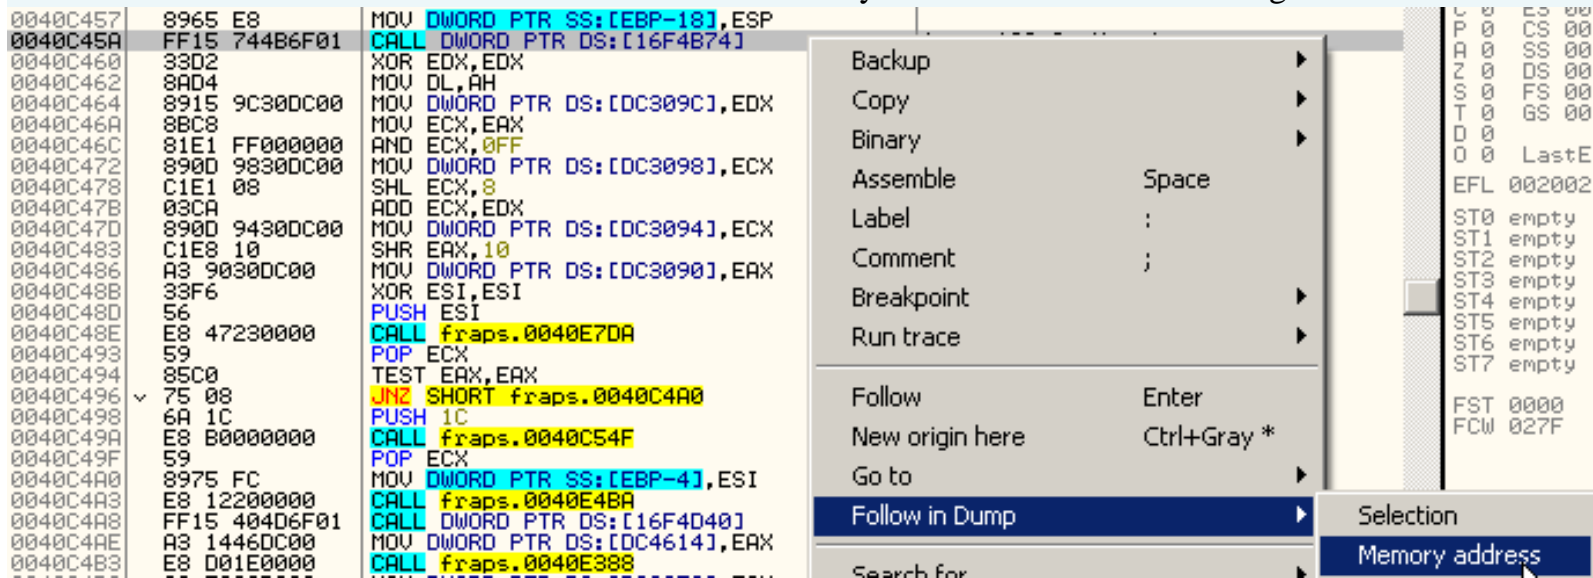 0040C457 8965 E8 MOV DWORD PTR SS:[EBP-18],ESP
0040C45A FF15 744B6F01 CALL DWORD PTR DS:[16F4B74]
0040C460 33D2 XOR EDX,EDX
0040C462 8AD4 MOV DL,AH
0040C464 8915 9C30DC00 MOV DWORD PTR DS:[DC309C],EDX
0040C46A 8BC8 MOV ECX,EAX
0040C46C 81E1 FF000000 AND ECX,0FF
0040C472 890D 9830DC00 MOV DWORD PTR DS:[DC3098],ECX
0040C478 C1E1 08 SHL ECX,8
0040C47B 03CA ADD ECX,EDX
0040C47D 890D 9430DC00 MOV DWORD PTR DS:[DC3094],ECX
0040C483 C1E8 10 SHR EAX,10
0040C486 A3 9030DC00 MOV DWORD PTR DS:[DC3090],EAX
0040C48B 33F6 XOR ESI,ESI
0040C48D 56 PUSH ESI
0040C48E E8 47230000 CALL fraps.0040E7DA
0040C493 59 POP ECX
0040C494 85C0 TEST EAX,EAX
0040C496 75 08 JNZ SHORT fraps.0040C4A0
0040C498 6A 1C PUSH 1C
0040C49A E8 B0000000 CALL fraps.0040C54F
0040C49F 59 POP ECX
0040C4A0 8975 FC MOV DWORD PTR SS:[EBP-4],ESI
0040C4A3 E8 12200000 CALL fraps.0040E4BA
0040C4A8 FF15 404D6F01 CALL DWORD PTR DS:[16F4D40]
0040C4AE A3 1446DC00 MOV DWORD PTR DS:[DC4614],EAX
0040C4B3 E8 D01E0000 CALL fraps.0040E388
Backup
Copy
Binary
Assemble Space
Label :
Comment ;
Breakpoint
Run trace
Follow Enter
New origin here Ctrl+Gray *
Go to
Follow in Dump
Search for
Selection
Memory address
C 0 ES 00
P 0 CS 00
A 0 SS 00
Z 0 DS 00
S 0 FS 00
T 0 GS 00
D 0
O 0 LastE
EFL 002002
ST0 empty
ST1 empty
ST2 empty
ST3 empty
ST4 empty
ST5 empty
ST6 empty
ST7 empty
FST 0000
FCW 027F